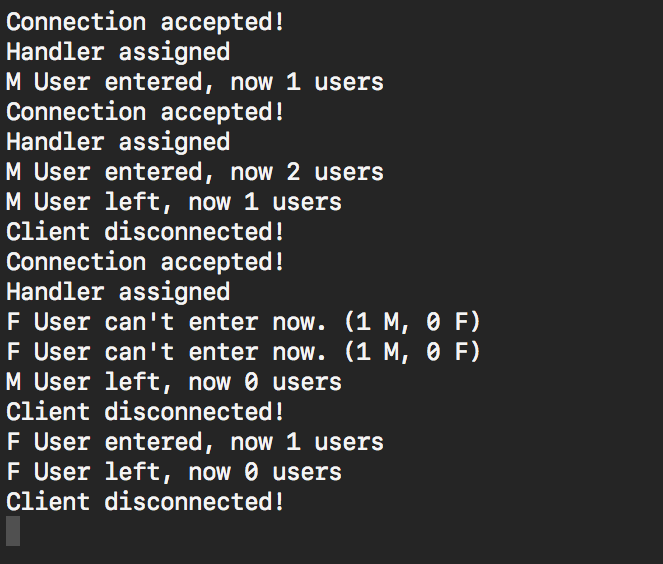 Connection accepted!
Handler assigned
M User entered, now 1 users
Connection accepted!
Handler assigned
M User entered, now 2 users
M User left, now 1 users
Client disconnected!
Connection accepted!
Handler assigned
F User can't enter now. (1 M, 0 F)
F User can't enter now. (1 M, 0 F)
M User left, now 0 users
Client disconnected!
F User entered, now 1 users
F User left, now 0 users
Client disconnected!